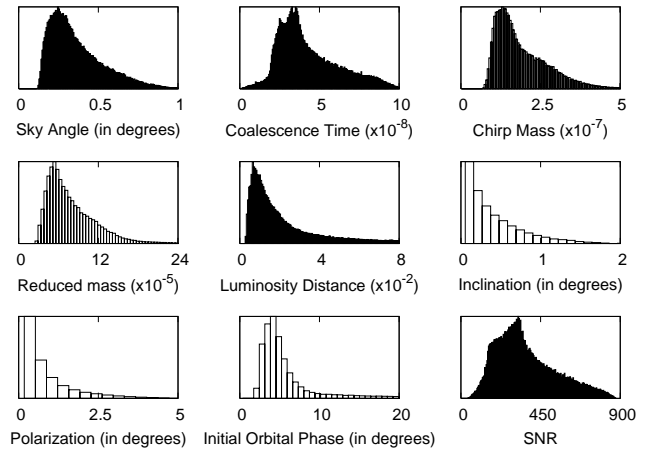 0 0.5 1
Sky Angle (in degrees)
0 5 10
Coalescence Time (x10-8)
0 2.5 5
Chirp Mass (x10-7)
0 12 24
Reduced mass (x10-5)
0 4 8
Luminosity Distance (x10-2)
0 1 2
Inclination (in degrees)
0 2.5 5
Polarization (in degrees)
0 10 20
Initial Orbital Phase (in degrees)
0 450 900
SNR